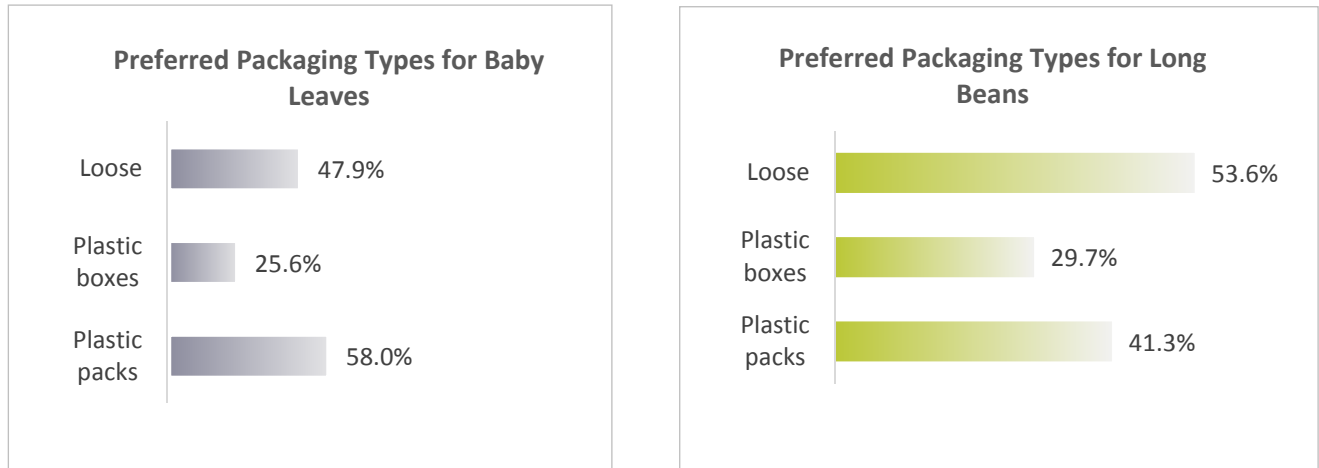 Preferred Packaging Types for Baby
Leaves
Loose
47.9%
Plastic
boxes
25.6%
Plastic
packs
58.0%
Preferred Packaging Types for Long
Beans
Loose
53.6%
Plastic
boxes
29.7%
Plastic
packs
41.3%